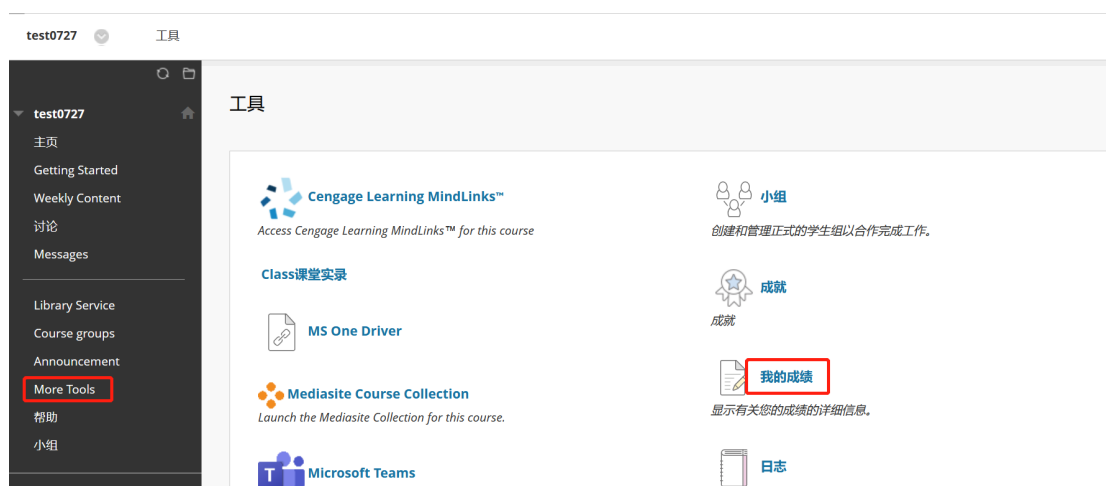 test0727 工具
test0727
主页
Getting Started
Weekly Content
讨论
Messages
Library Service
Course groups
Announcement
More Tools
帮助
小组
工具
Cengage Learning MindLinks™
Access Cengage Learning MindLinks™ for this course
Class课堂实录
MS One Driver
Mediasite Course Collection
Launch the Mediasite Collection for this course.
T
Microsoft Teams
小组
创建和管理正式的学生组以合作完成工作。
成就
成就
我的成绩
显示有关您的成绩的详细信息。
日志